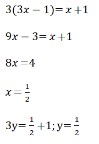 3(3x − 1)=x +1
9x − 3= x +1
8x =4
x = 1/2
3y= 1/2 +1; y= 1/2